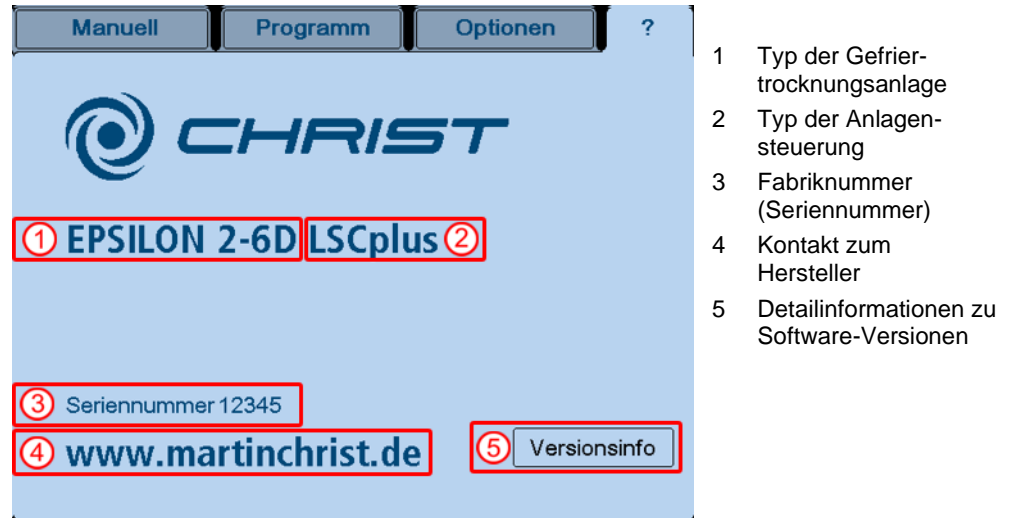 Manuell Programm Optionen ?
CHRIST
1 EPSILON 2-6D LSCplus 2
3 Seriennummer 12345
4 www.martinchrist.de
5 Versionsinfo
1 Typ der Gefrier-
trocknungsanlage
2 Typ der Anlagen-
steuerung
3 Fabriknummer
(Seriennummer)
4 Kontakt zum
Hersteller
5 Detailinformationen zu
Software-Versionen